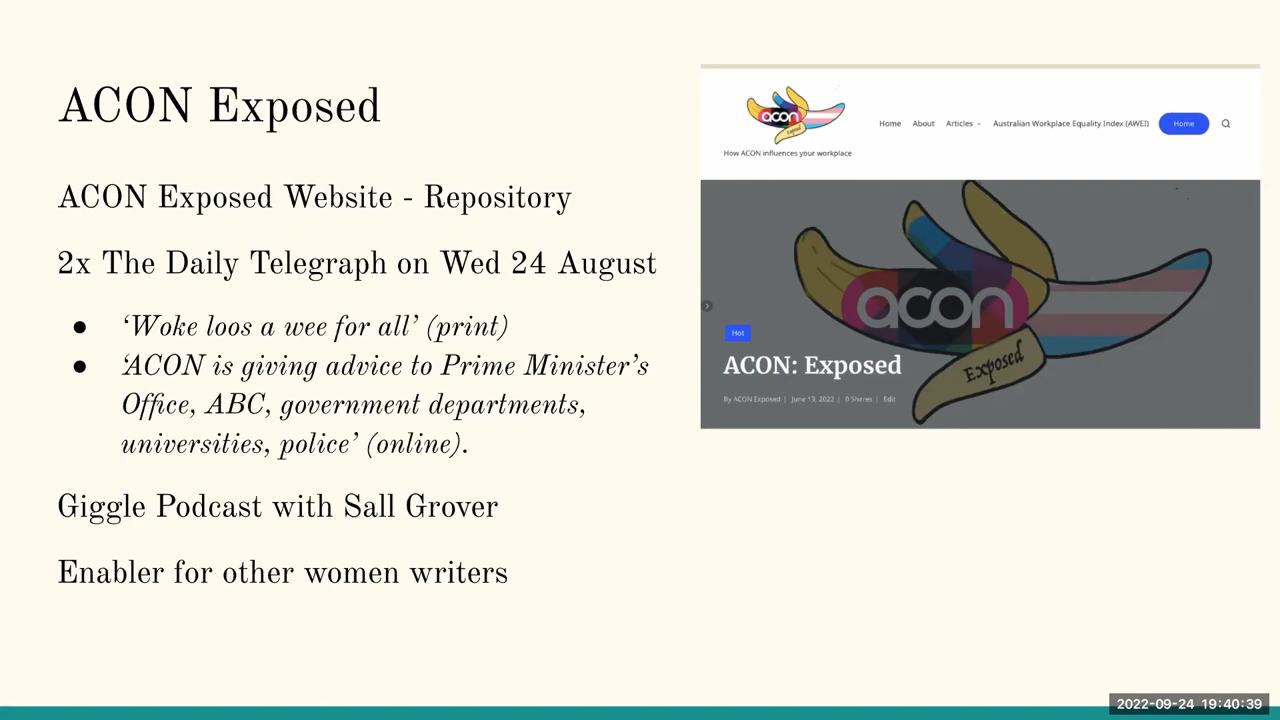 ACON Exposed
ACON Exposed Website - Repository
2x The Daily Telegraph on Wed 24 August
● ‘Woke loos a wee for all’ (print)
● ‘ACON is giving advice to Prime Minister’s
Office, ABC, government departments,
universities, police’ (online).
Giggle Podcast with Sall Grover
Enabler for other women writers
acon
Exposed
How ACON influences your workplace
Home About Articles Australian Workplace Equality Index (AWEI) Home
acon
Exposed
Hot
ACON: Exposed
By ACON Exposed | June 13, 2022 | 0 Shares | Edit
2022-09-24 19:40:39